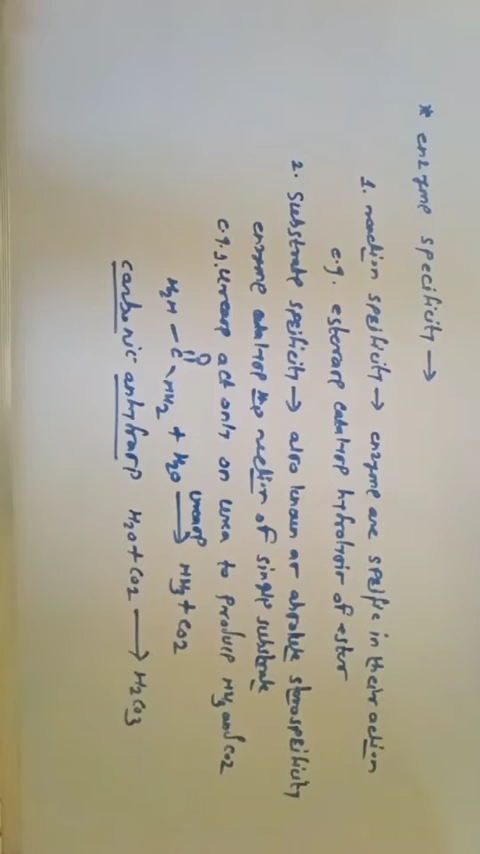 * enzyme specificity →
1. reaction specificity → enzyme are specific in their action
e.g. esterase catalyse hydrolysis of ester
2. Substrate specificity → also known as absolute sterospecificity
enzyme catalyse the reaction of single substrate
e.g., urease act only on urea to produce NH3 and CO2
H2N - C - NH2 + H2O urease → NH3 + CO2
O
carbonic anhydrase H2O + CO2 → H2CO3